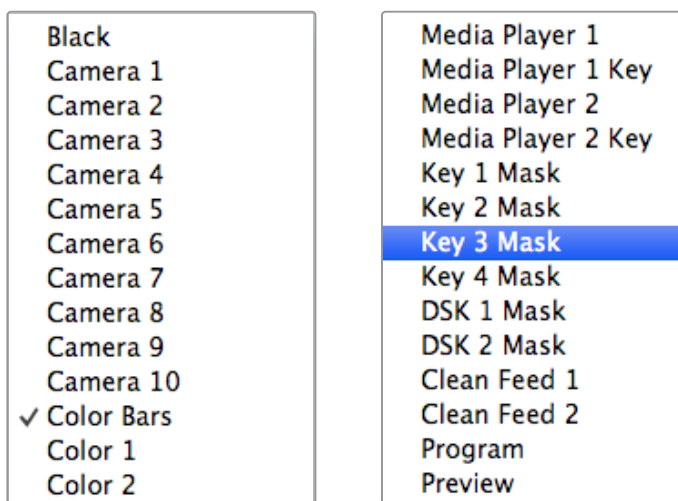 Black
Camera 1
Camera 2
Camera 3
Camera 4
Camera 5
Camera 6
Camera 7
Camera 8
Camera 9
Camera 10
Color Bars
Color 1
Color 2
Media Player 1
Media Player 1 Key
Media Player 2
Media Player 2 Key
Key 1 Mask
Key 2 Mask
Key 3 Mask
Key 4 Mask
DSK 1 Mask
DSK 2 Mask
Clean Feed 1
Clean Feed 2
Program
Preview